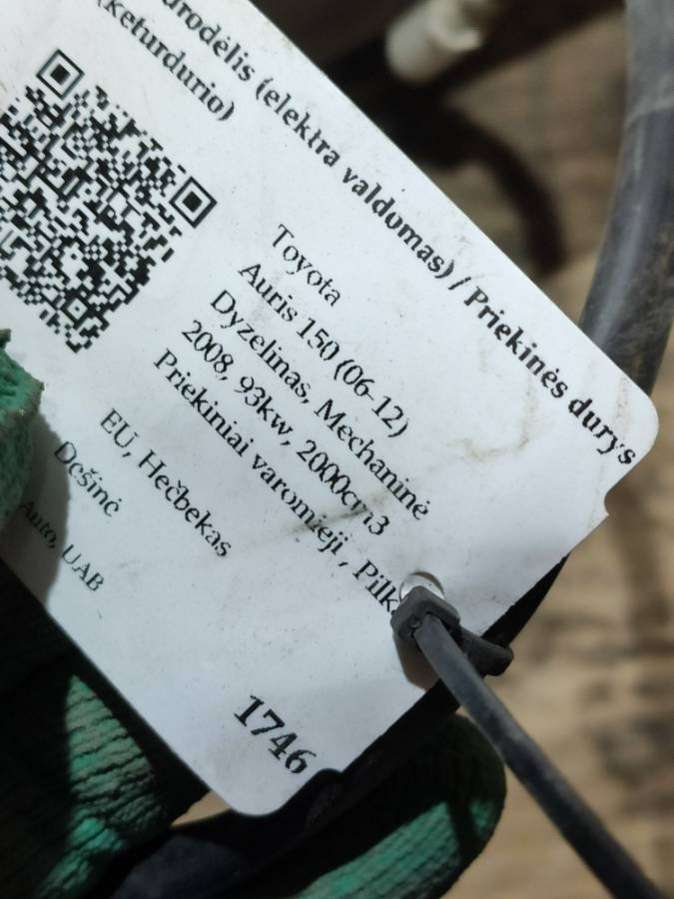 (elektra valdomas) / Priekinės durys
(keturdurio)
Toyota
Auris 150 (06-12)
Dyzelinas, Mechaninė
2008, 93kw, 2000cm3
Priekiniai varomieji,
EU, Hečbekas
Dešinė
Auto, UAB
1746